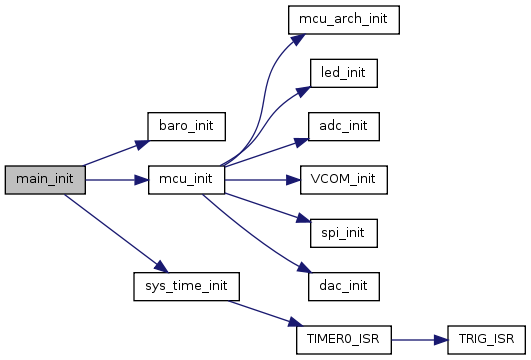 mcu_arch_init
led_init
baro_init
adc_init
main_init
mcu_init
VCOM_init
spi_init
sys_time_init
dac_init
TIMER0_ISR
TRIG_ISR